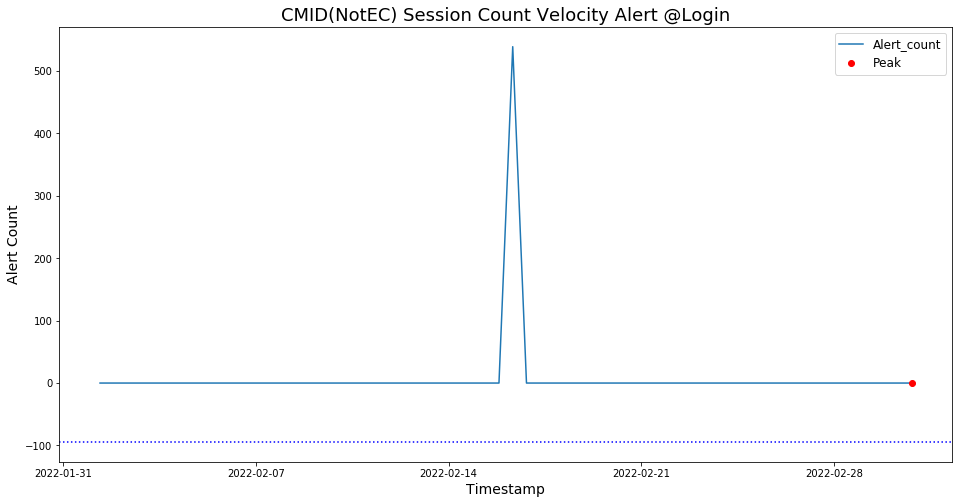 CMID(NotEC) Session Count Velocity Alert @Login
Alert_count
Peak
Alert Count
500
400
300
200
100
0
−100
2022-01-31 2022-02-07 2022-02-14 2022-02-21 2022-02-28
Timestamp